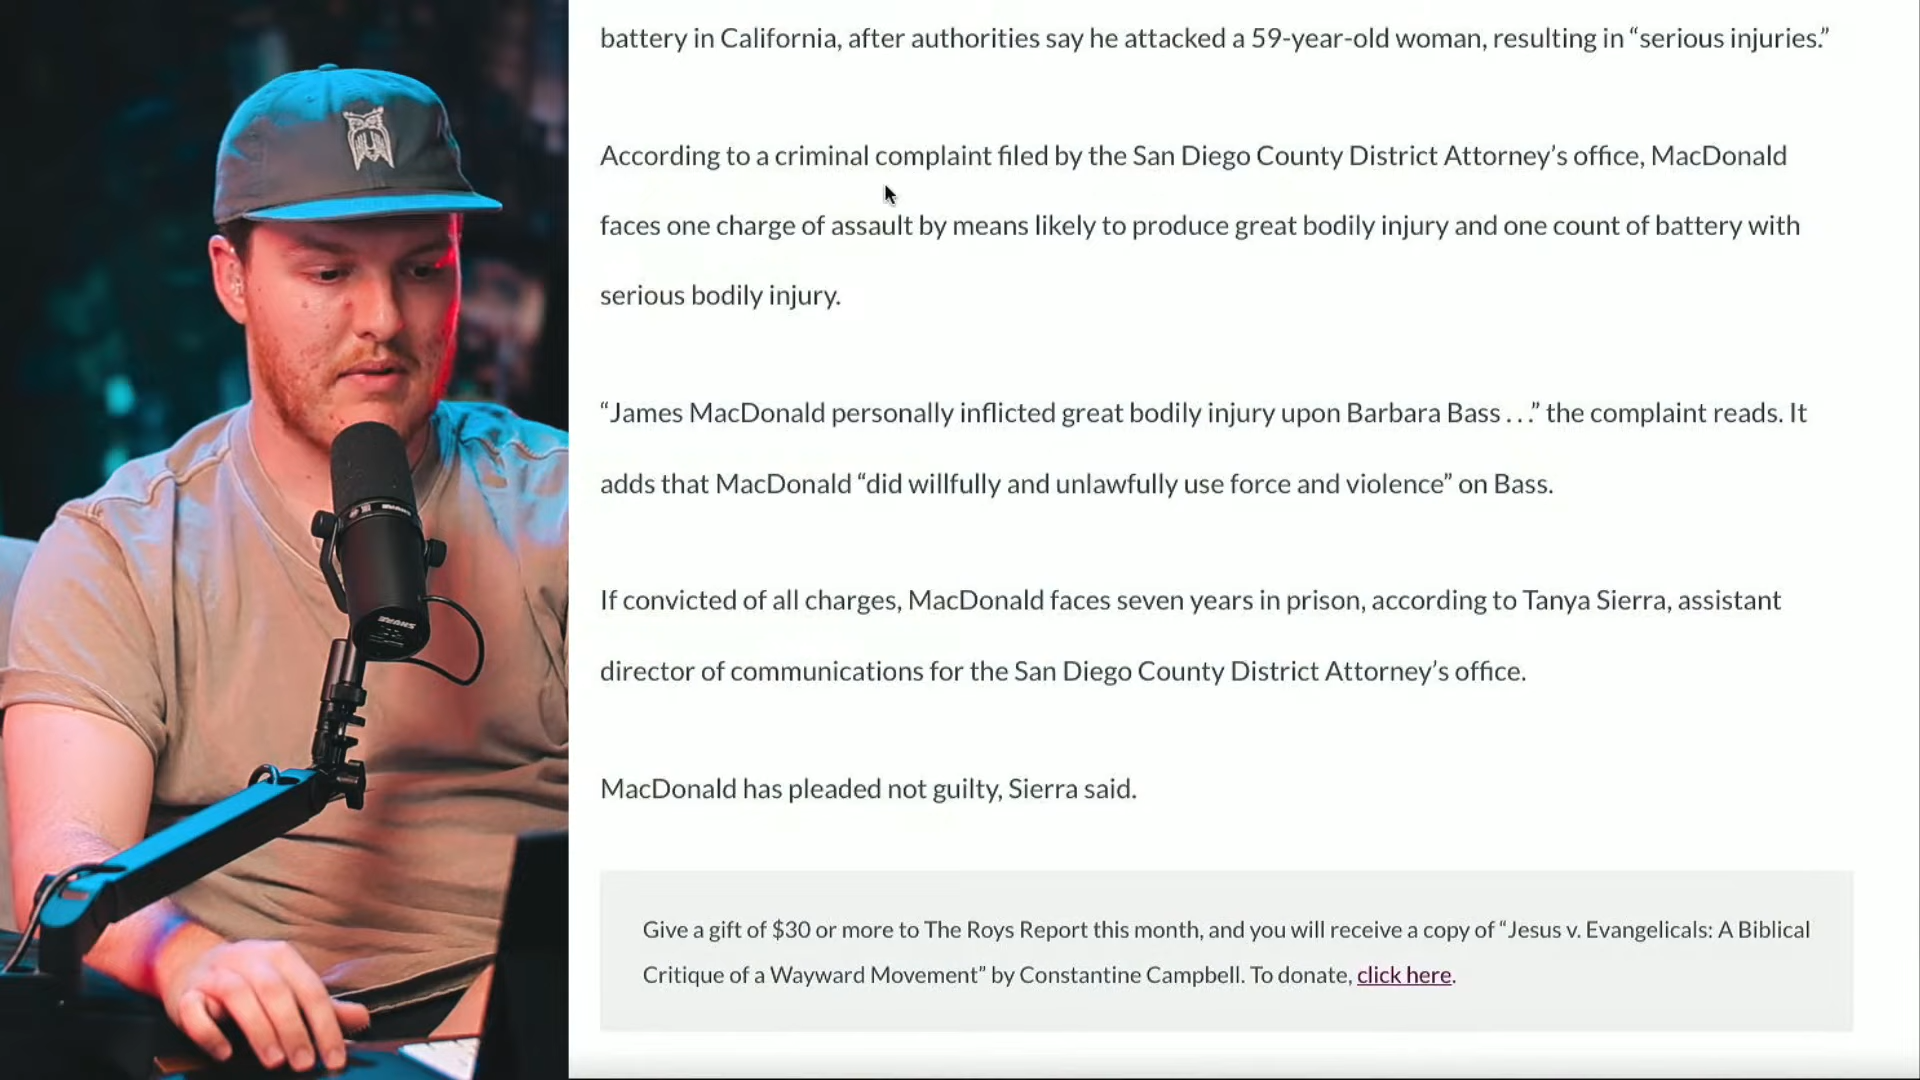 battery in California, after authorities say he attacked a 59-year-old woman, resulting in “serious injuries.”
According to a criminal complaint filed by the San Diego County District Attorney’s office, MacDonald
faces one charge of assault by means likely to produce great bodily injury and one count of battery with
serious bodily injury.
“James MacDonald personally inflicted great bodily injury upon Barbara Bass . . .” the complaint reads. It
adds that MacDonald “did willfully and unlawfully use force and violence” on Bass.
If convicted of all charges, MacDonald faces seven years in prison, according to Tanya Sierra, assistant
director of communications for the San Diego County District Attorney’s office.
MacDonald has pleaded not guilty, Sierra said.
Give a gift of $30 or more to The Roys Report this month, and you will receive a copy of “Jesus v. Evangelicals: A Biblical
Critique of a Wayward Movement” by Constantine Campbell. To donate, click here.